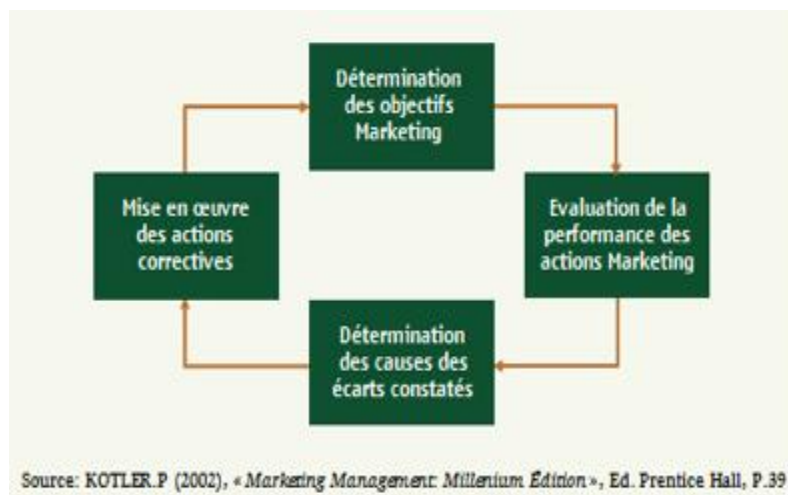 Détermination
des objectifs
Marketing
Evaluation de la
performance des
actions Marketing
Détermination
des causes des
écarts constatés
Mise en œuvre
des actions
correctives
Source: KOTLER.P (2002), « Marketing Management: Millenium Édition », Ed. Prentice Hall, P.39